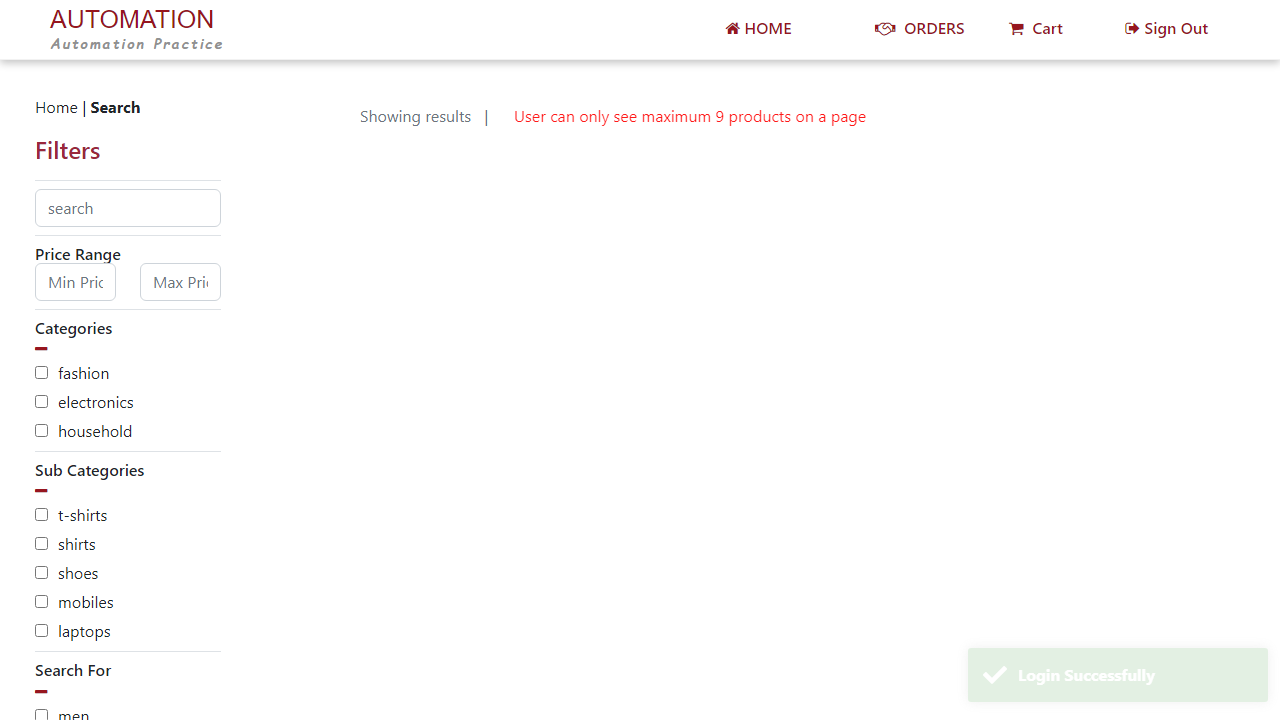 AUTOMATION
Automation Practice
HOME
ORDERS
Cart
Sign Out
Home | Search
Showing results | User can only see maximum 9 products on a page
Filters
search
Price Range
Min Pric
Max Pric
Categories
fashion
electronics
household
Sub Categories
t-shirts
shirts
shoes
mobiles
laptops
Login Successfully
Search For
men